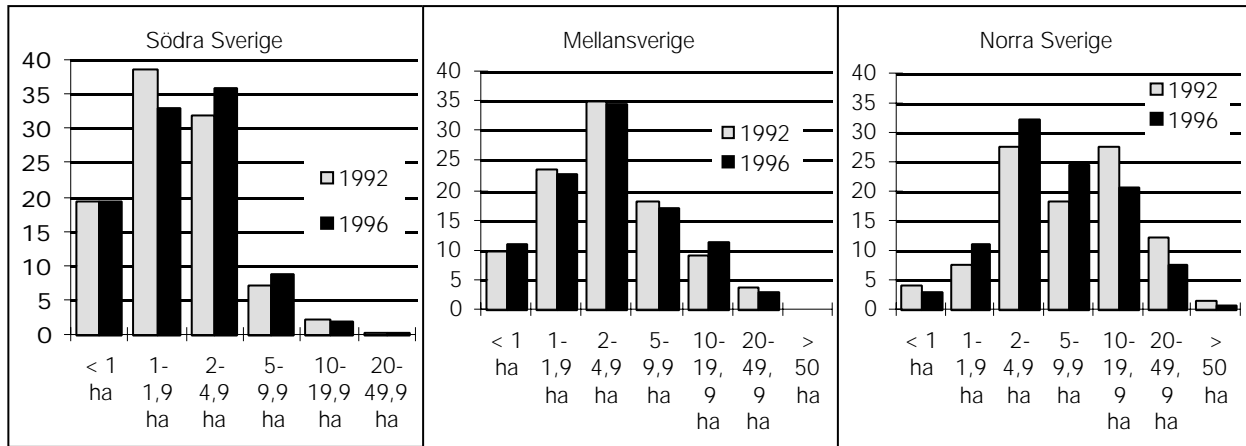 Södra Sverige
40
35
30
25
20
15
10
5
0
1992
1996
< 1 ha
1-1,9 ha
2-4,9 ha
5-9,9 ha
10-19,9 ha
20-49,9 ha
Mellansverige
40
35
30
25
20
15
10
5
0
1992
1996
< 1 ha
1-1,9 ha
2-4,9 ha
5-9,9 ha
10-19,9 ha
20-49,9 ha
> 50 ha
Norra Sverige
40
35
30
25
20
15
10
5
0
1992
1996
< 1 ha
1-1,9 ha
2-4,9 ha
5-9,9 ha
10-19,9 ha
20-49,9 ha
> 50 ha